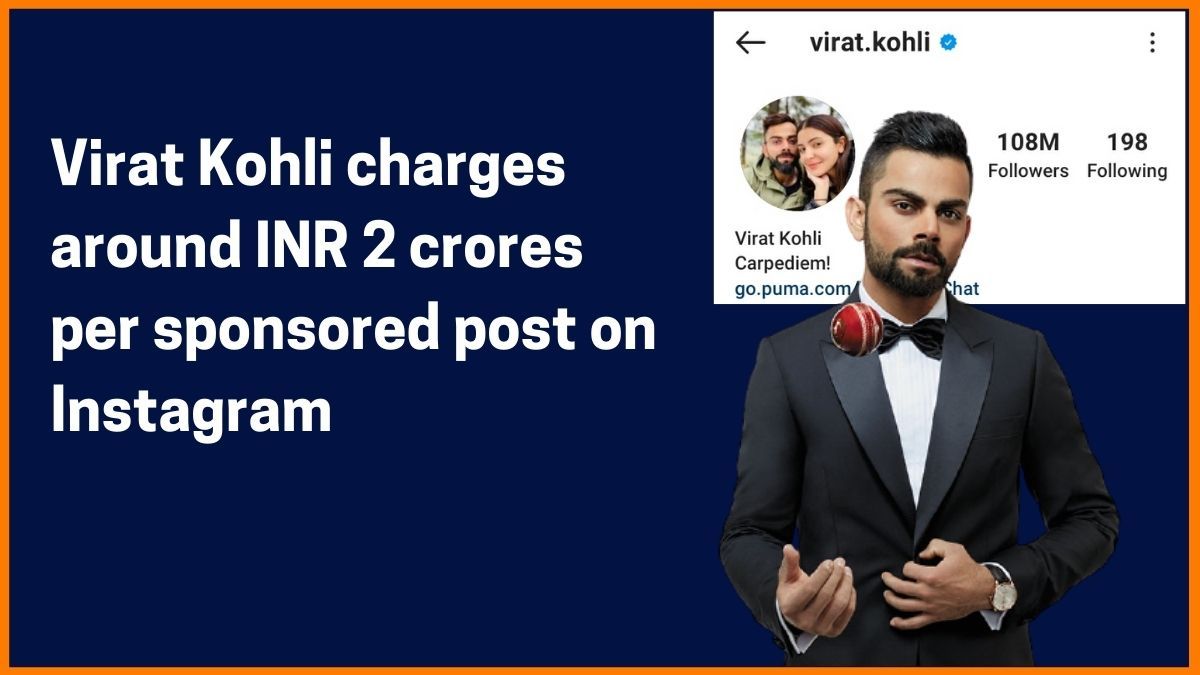 Virat Kohli charges
around INR 2 crores
per sponsored post on
Instagram
virat.kohli
108M 198
Followers Following
Virat Kohli
Carpediem!
go.puma.com/ Chat